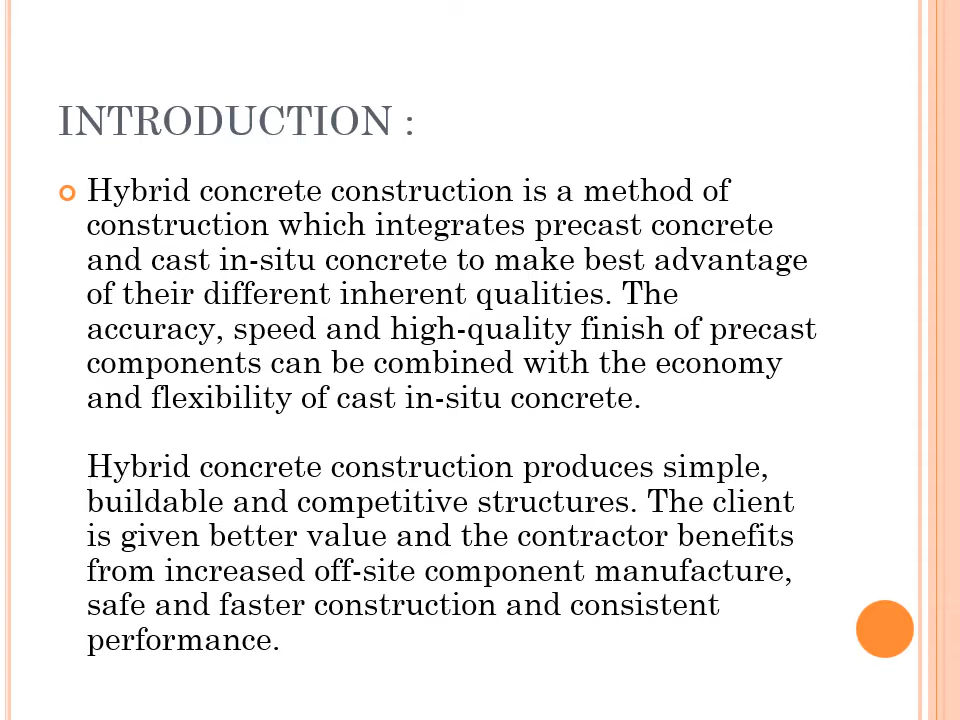 INTRODUCTION :
Hybrid concrete construction is a method of
construction which integrates precast concrete
and cast in-situ concrete to make best advantage
of their different inherent qualities. The
accuracy, speed and high-quality finish of precast
components can be combined with the economy
and flexibility of cast in-situ concrete.
Hybrid concrete construction produces simple,
buildable and competitive structures. The client
is given better value and the contractor benefits
from increased off-site component manufacture,
safe and faster construction and consistent
performance.